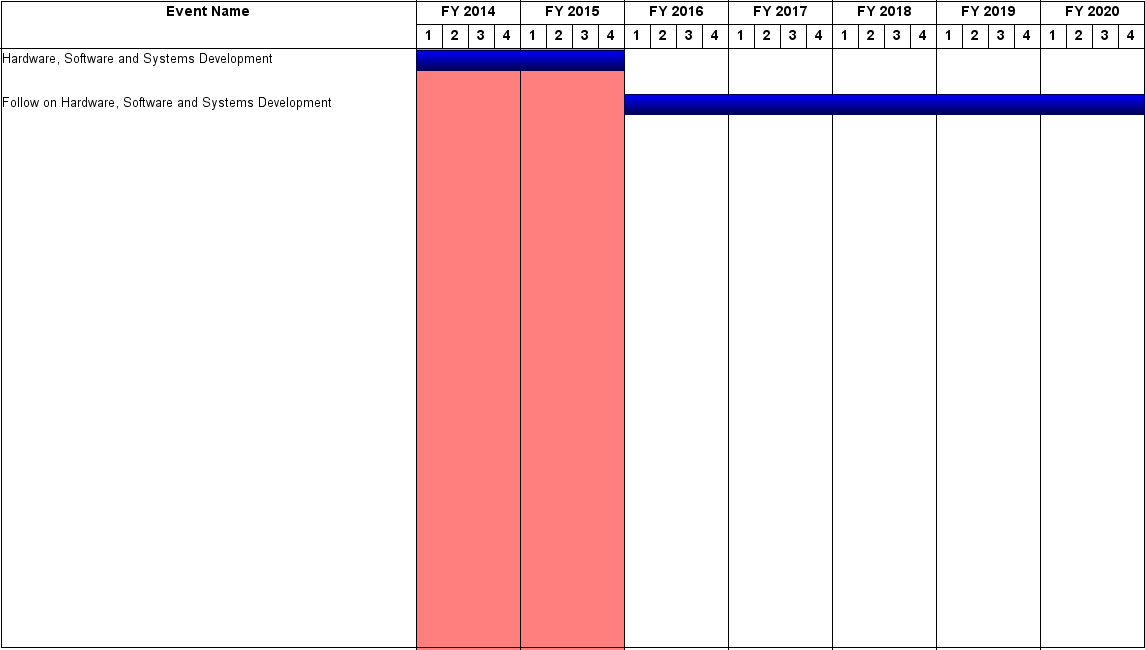 Event Name FY 2014 FY 2015 FY 2016 FY 2017 FY 2018 FY 2019 FY 2020
1 2 3 4 1 2 3 4 1 2 3 4 1 2 3 4 1 2 3 4 1 2 3 4 1 2 3 4
Hardware, Software and Systems Development
Follow on Hardware, Software and Systems Development